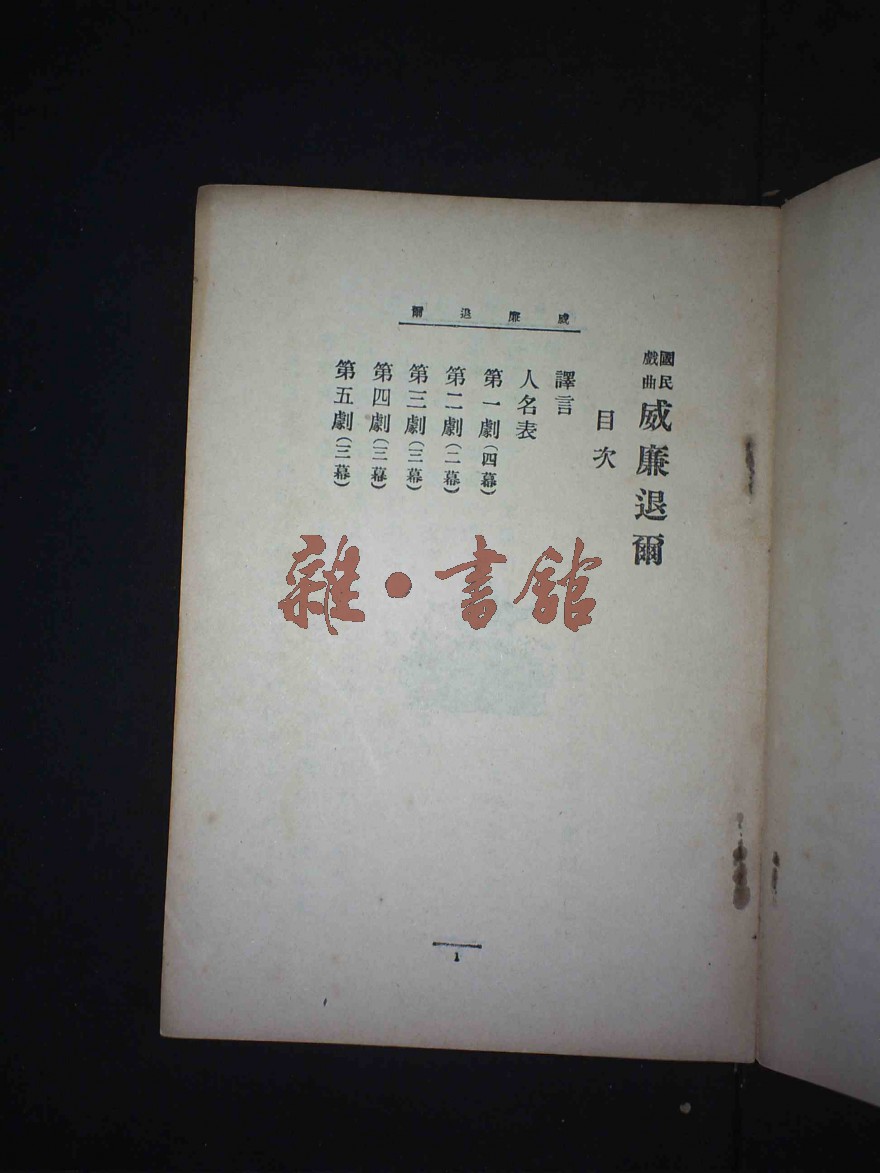 威廉退爾
國民
戲曲
威廉退爾
目次
譯言
人名表
第一劇(四幕)
第二劇(二幕)
第三劇(三幕)
第四劇(三幕)
第五劇(三幕)
雜·書館
1